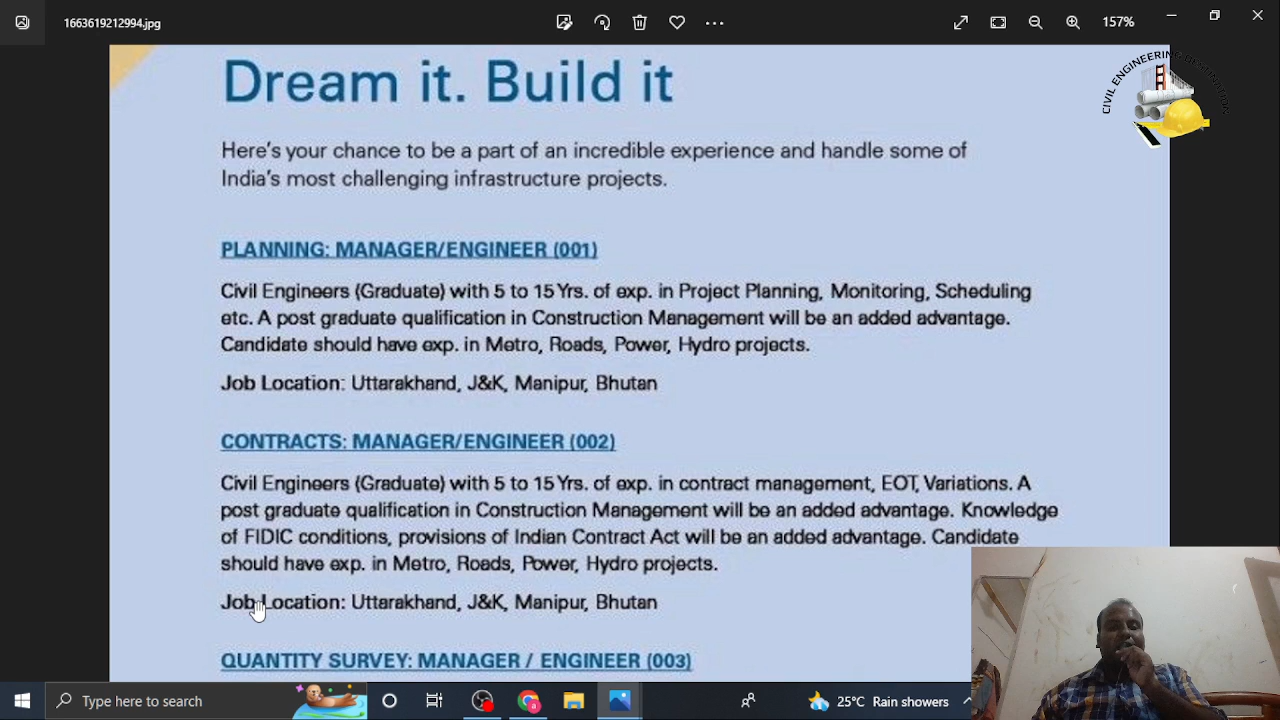 1663619212994.jpg
157%
CIVIL ENGINEERING
Dream it. Build it
Here's your chance to be a part of an incredible experience and handle some of
India's most challenging infrastructure projects.
PLANNING: MANAGER/ENGINEER (001)
Civil Engineers (Graduate) with 5 to 15 Yrs. of exp. in Project Planning, Monitoring, Scheduling
etc. A post graduate qualification in Construction Management will be an added advantage.
Candidate should have exp. in Metro, Roads, Power, Hydro projects.
Job Location: Uttarakhand, J&K, Manipur, Bhutan
CONTRACTS: MANAGER/ENGINEER (002)
Civil Engineers (Graduate) with 5 to 15 Yrs. of exp. in contract management, EOT, Variations. A
post graduate qualification in Construction Management will be an added advantage. Knowledge
of FIDIC conditions, provisions of Indian Contract Act will be an added advantage. Candidate
should have exp. in Metro, Roads, Power, Hydro projects.
Job Location: Uttarakhand, J&K, Manipur, Bhutan
QUANTITY SURVEY: MANAGER / ENGINEER (003)
Type here to search
25°C Rain showers